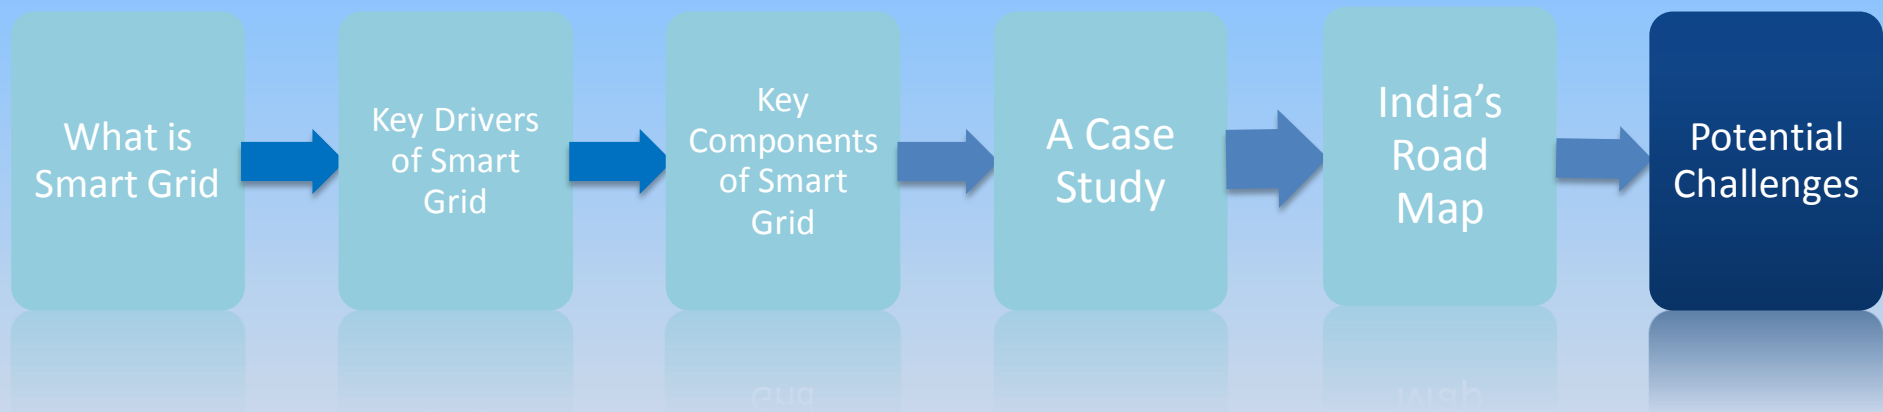 What is
Smart Grid
Key Drivers
of Smart
Grid
Key
Components
of Smart
Grid
A Case
Study
India’s
Road
Map
Potential
Challenges